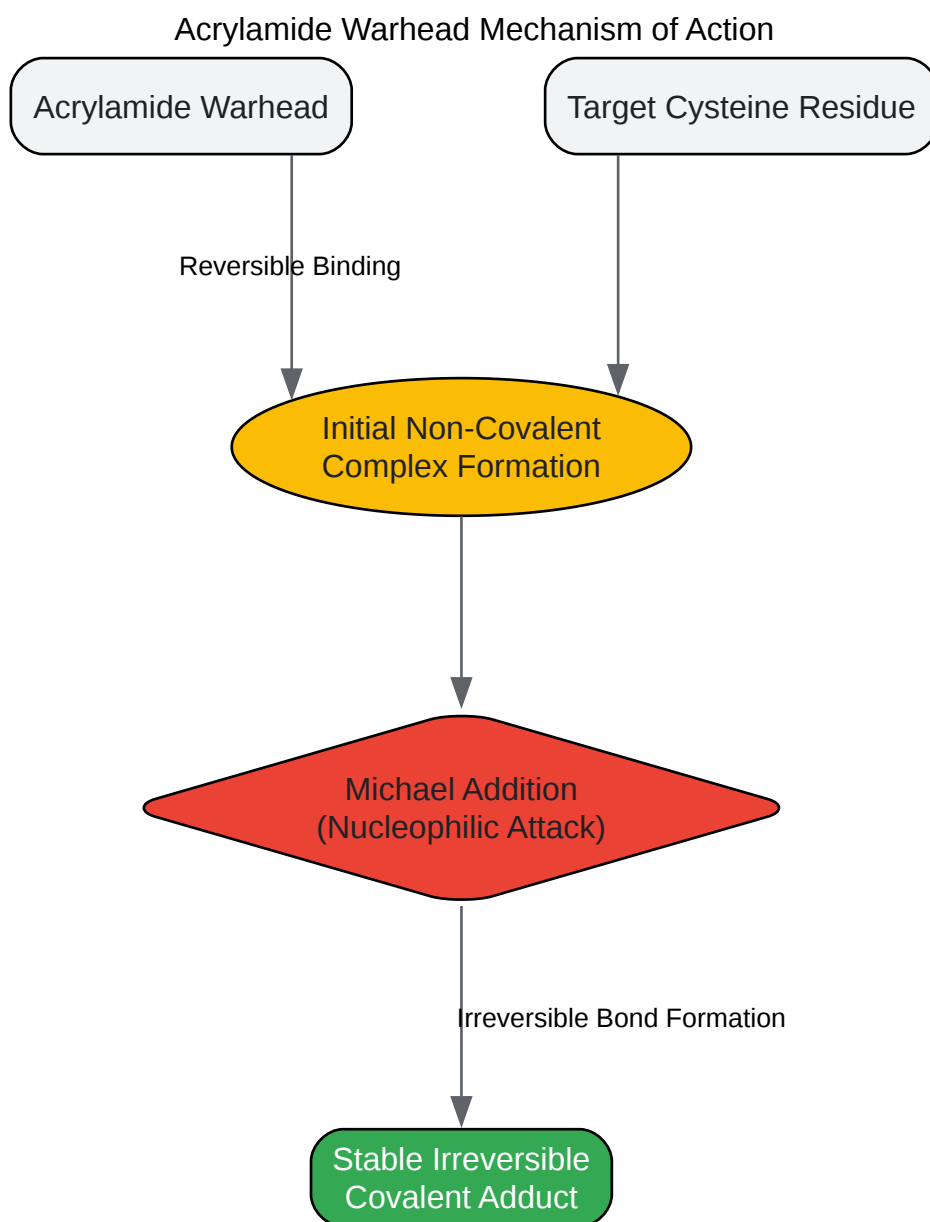 Acrylamide Warhead Mechanism of Action
Acrylamide Warhead
Target Cysteine Residue
Reversible Binding
Initial Non-Covalent
Complex Formation
Michael Addition
(Nucleophilic Attack)
Irreversible Bond Formation
Stable Irreversible
Covalent Adduct